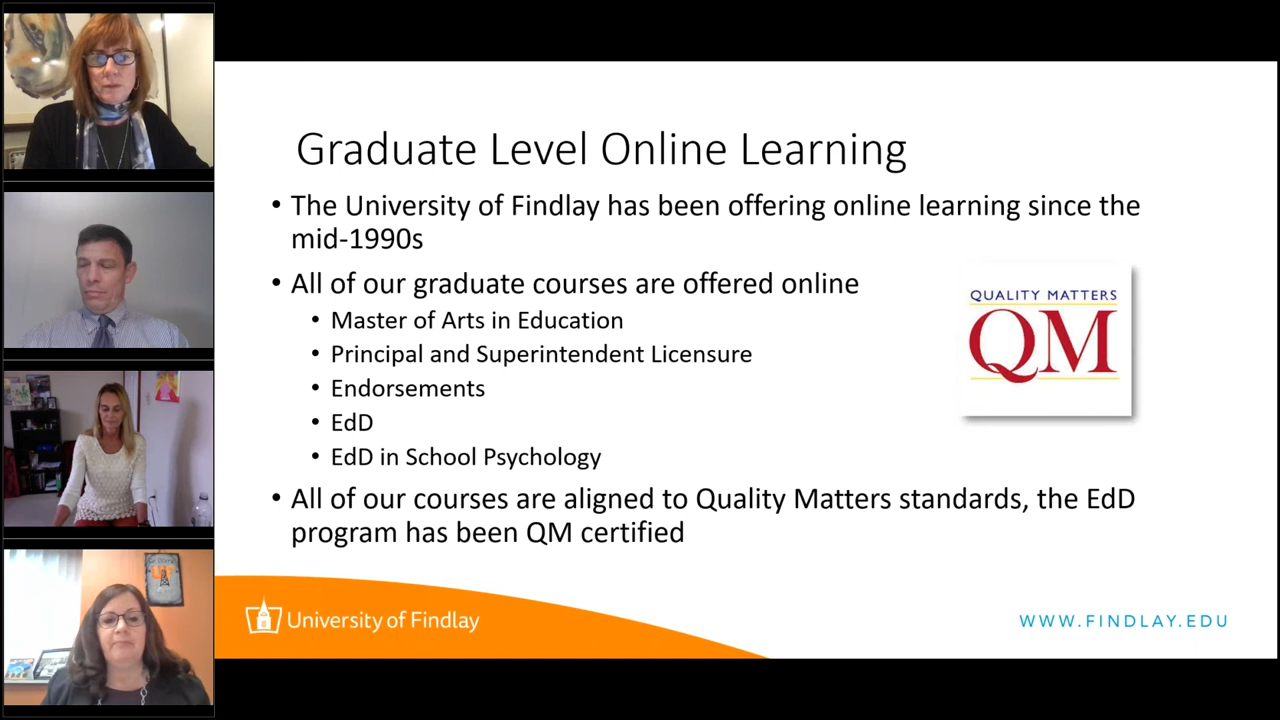 Graduate Level Online Learning
• The University of Findlay has been offering online learning since the
mid-1990s
• All of our graduate courses are offered online
• Master of Arts in Education
• Principal and Superintendent Licensure
• Endorsements
• EdD
• EdD in School Psychology
• All of our courses are aligned to Quality Matters standards, the EdD
program has been QM certified
QUALITY MATTERS
QM
University of Findlay
WWW.FINDLAY.EDU